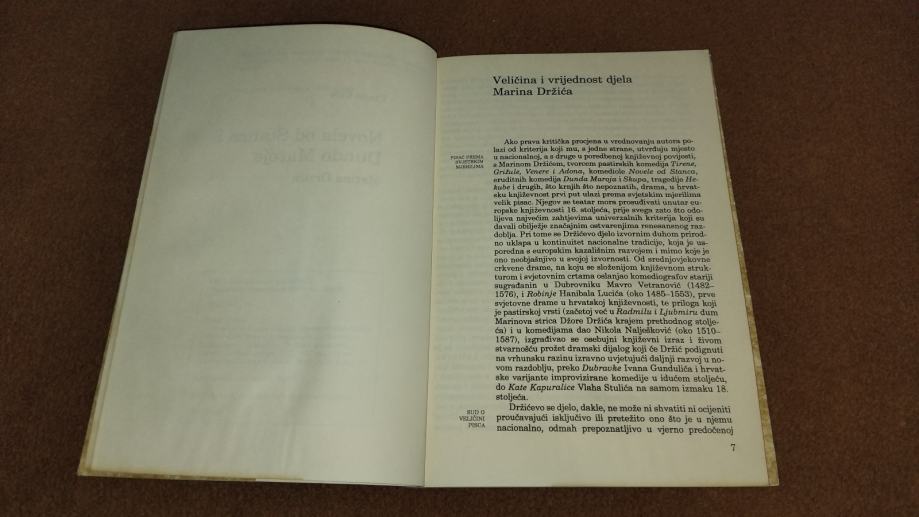 Veličina i vrijednost djela
Marina Držića
PISAC PREMA
SVJETSKIM
MJERILIMA
Ako prava kritička procjena u vrednovanju autora po-
lazi od kriterija koji mu, s jedne strane, utvrđuju mjesto
u nacionalnoj, a s druge u poredbenoj književnoj povijesti,
s Marinom Držićem, tvorcem pastirskih komedija Tirene,
Grižule, Venere i Adona, komediole Novele od Stanca,
eruditnih komedija Dunda Maroja i Skupa, tragedije He-
kube i drugih, što krnjih što nepoznatih, drama, u hrvat-
sku književnost prvi put ulazi prema svjetskim mjerilima
velik pisac. Njegov se teatar mora prosuđivati unutar eu-
ropske književnosti 16. stoljeća, prije svega zato što odo-
lijeva najvećim zahtjevima univerzalnih kriterija koji su
davali obilježje značajnim ostvarenjima renesansnog raz-
doblja. Pri tome se Držićevo djelo izvornim duhom prirod-
no uklapa u kontinuitet nacionalne tradicije, koja je us-
poredna s europskim kazališnim razvojem i mimo koje je
ono neobjašnjivo u svojoj izvornosti. Od srednjovjekovne
crkvene drame, na koju se složenijom književnom struk-
turom i svjetovnim crtama oslanjao komediografov stariji
sugrađanin u Dubrovniku Mavro Vetranović (1482–
1576), i Robinje Hanibala Lucića (oko 1485–1553), prve
svjetovne drame u hrvatskoj književnosti, te priloga koji
je pastirskoj vrsti (začetoj već u Radmilu i Ljubmiru dum
Marinova strica Džore Držića krajem prethodnog stolje-
ća) i u komedijama dao Nikola Nalješković (oko 1510–
1587), izgrađivao se osebujni književni izraz i živom
stvarnošću prožet dramski dijalog koji će Držić podignuti
na vrhunsku razinu izravno uvjetujući daljnji razvoj u no-
vom razdoblju, preko Dubravke Ivana Gundulića i hrvat-
ske varijante improvizirane komedije u idućem stoljeću,
do Kate Kapuralice Vlaha Stulića na samom izmaku 18.
stoljeća.
SUD O
VELIČINI
PISCA
Držićevo se djelo, dakle, ne može ni shvatiti ni ocijeniti
proučavajući isključivo ili pretežito ono što je u njemu
nacionalno, odmah prepoznatljivo u vjerno predočenoj
7